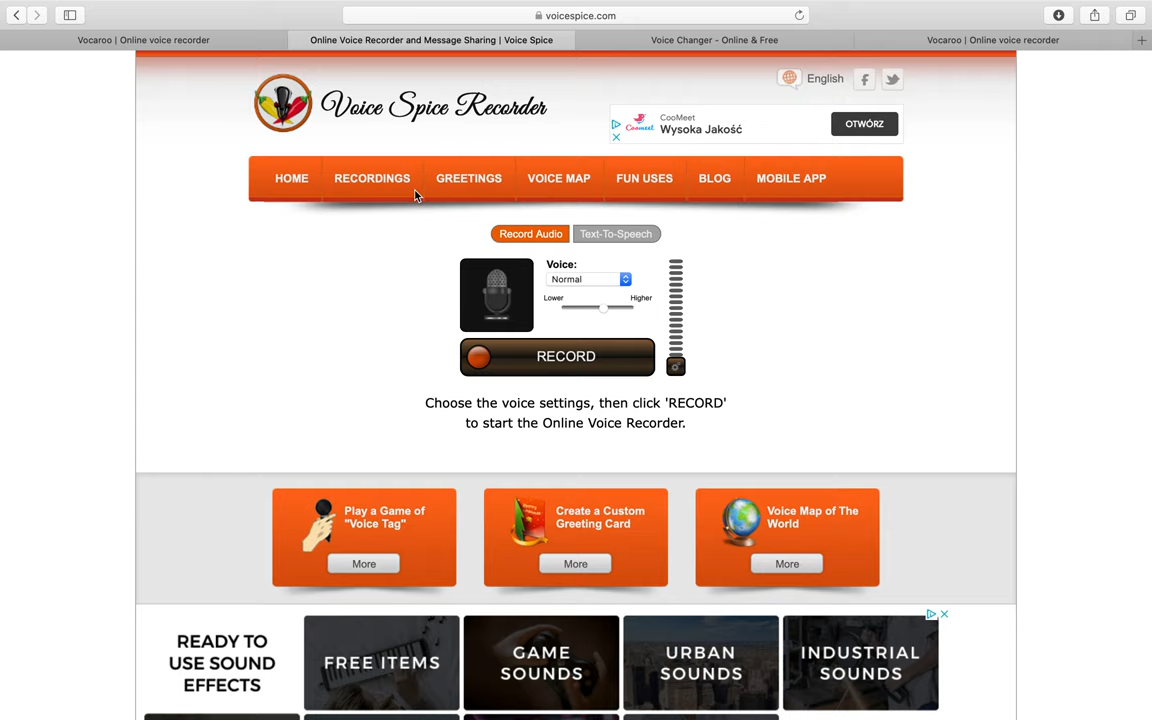 voicespice.com
Vocaroo | Online voice recorder
Online Voice Recorder and Message Sharing | Voice Spice
Voice Changer - Online & Free
Vocaroo | Online voice recorder
Voice Spice Recorder
English
CooMeet
CooMeet
Wysoka Jakość
OTWÓRZ
HOME
RECORDINGS
GREETINGS
VOICE MAP
FUN USES
BLOG
MOBILE APP
Record Audio
Text-To-Speech
Voice:
Normal
Lower
Higher
RECORD
Choose the voice settings, then click 'RECORD'
to start the Online Voice Recorder.
Play a Game of
"Voice Tag"
More
Create a Custom
Greeting Card
More
Voice Map of The
World
More
READY TO
USE SOUND
EFFECTS
FREE ITEMS
GAME
SOUNDS
URBAN
SOUNDS
INDUSTRIAL
SOUNDS